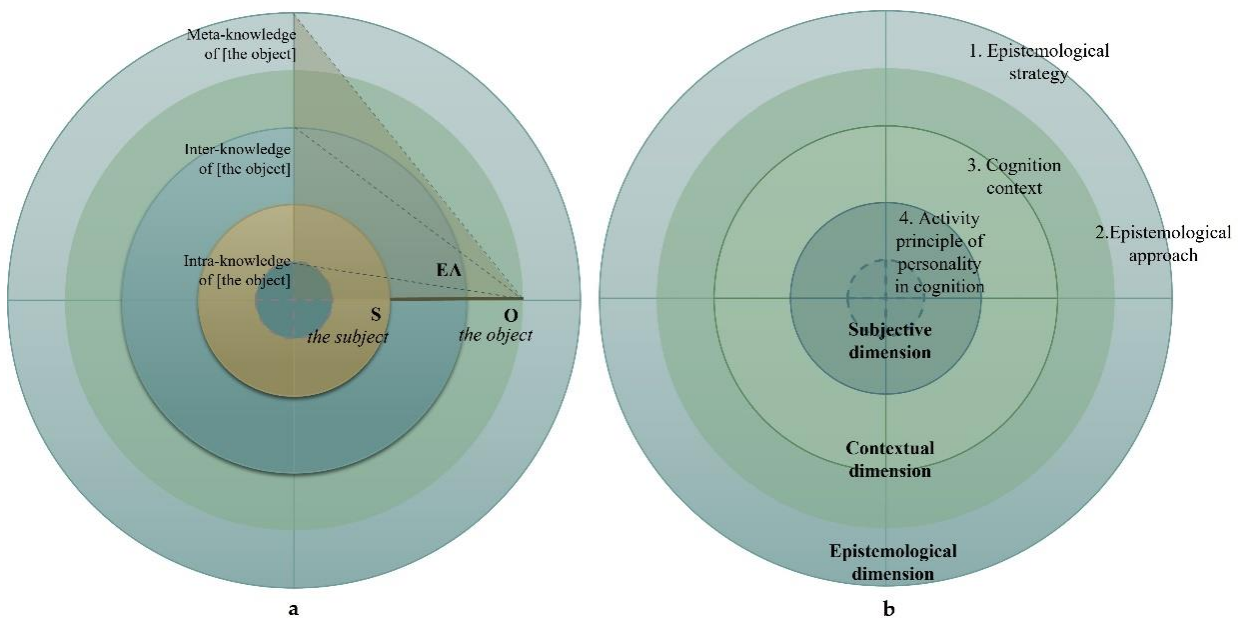 Meta-knowledge
of [the object]
Inter-knowledge
of [the object]
Intra-knowledge
of [the object]
EA
S
the subject
O
the object
a
1. Epistemological
strategy
3. Cognition
context
2.Epistemological
approach
4. Activity
principle of
personality
in cognition
Subjective
dimension
Contextual
dimension
Epistemological
dimension
b